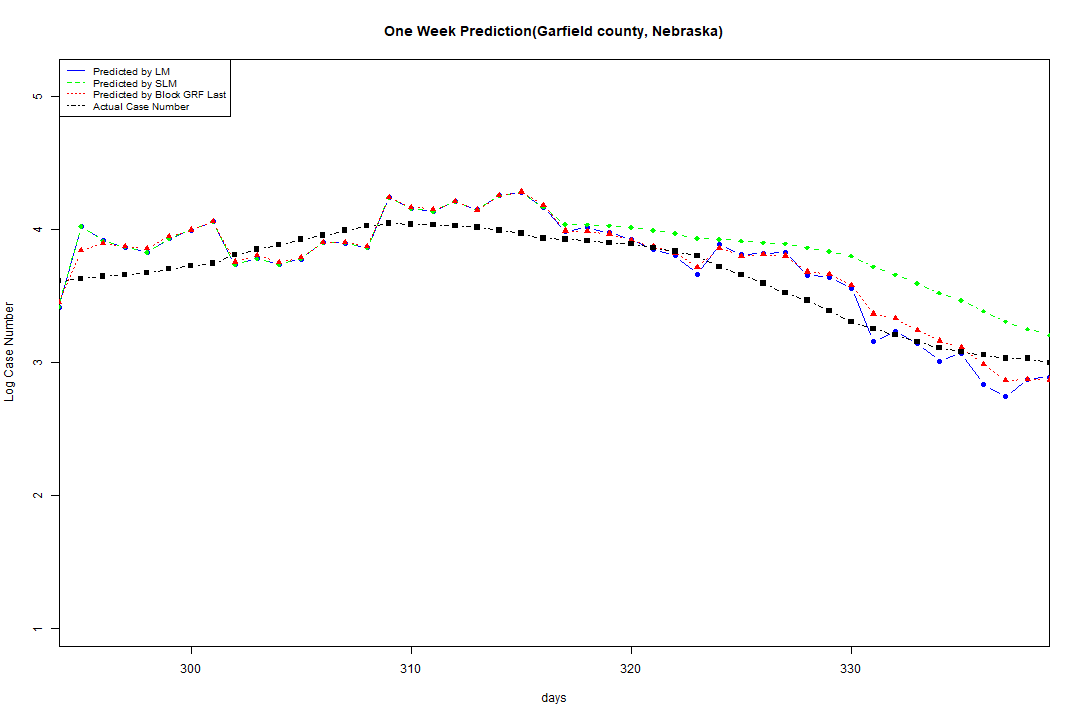 One Week Prediction(Garfield county, Nebraska)
Predicted by LM
Predicted by SLM
Predicted by Block GRF Last
Actual Case Number
5
4
3
2
1
Log Case Number
300 310 320 330
days